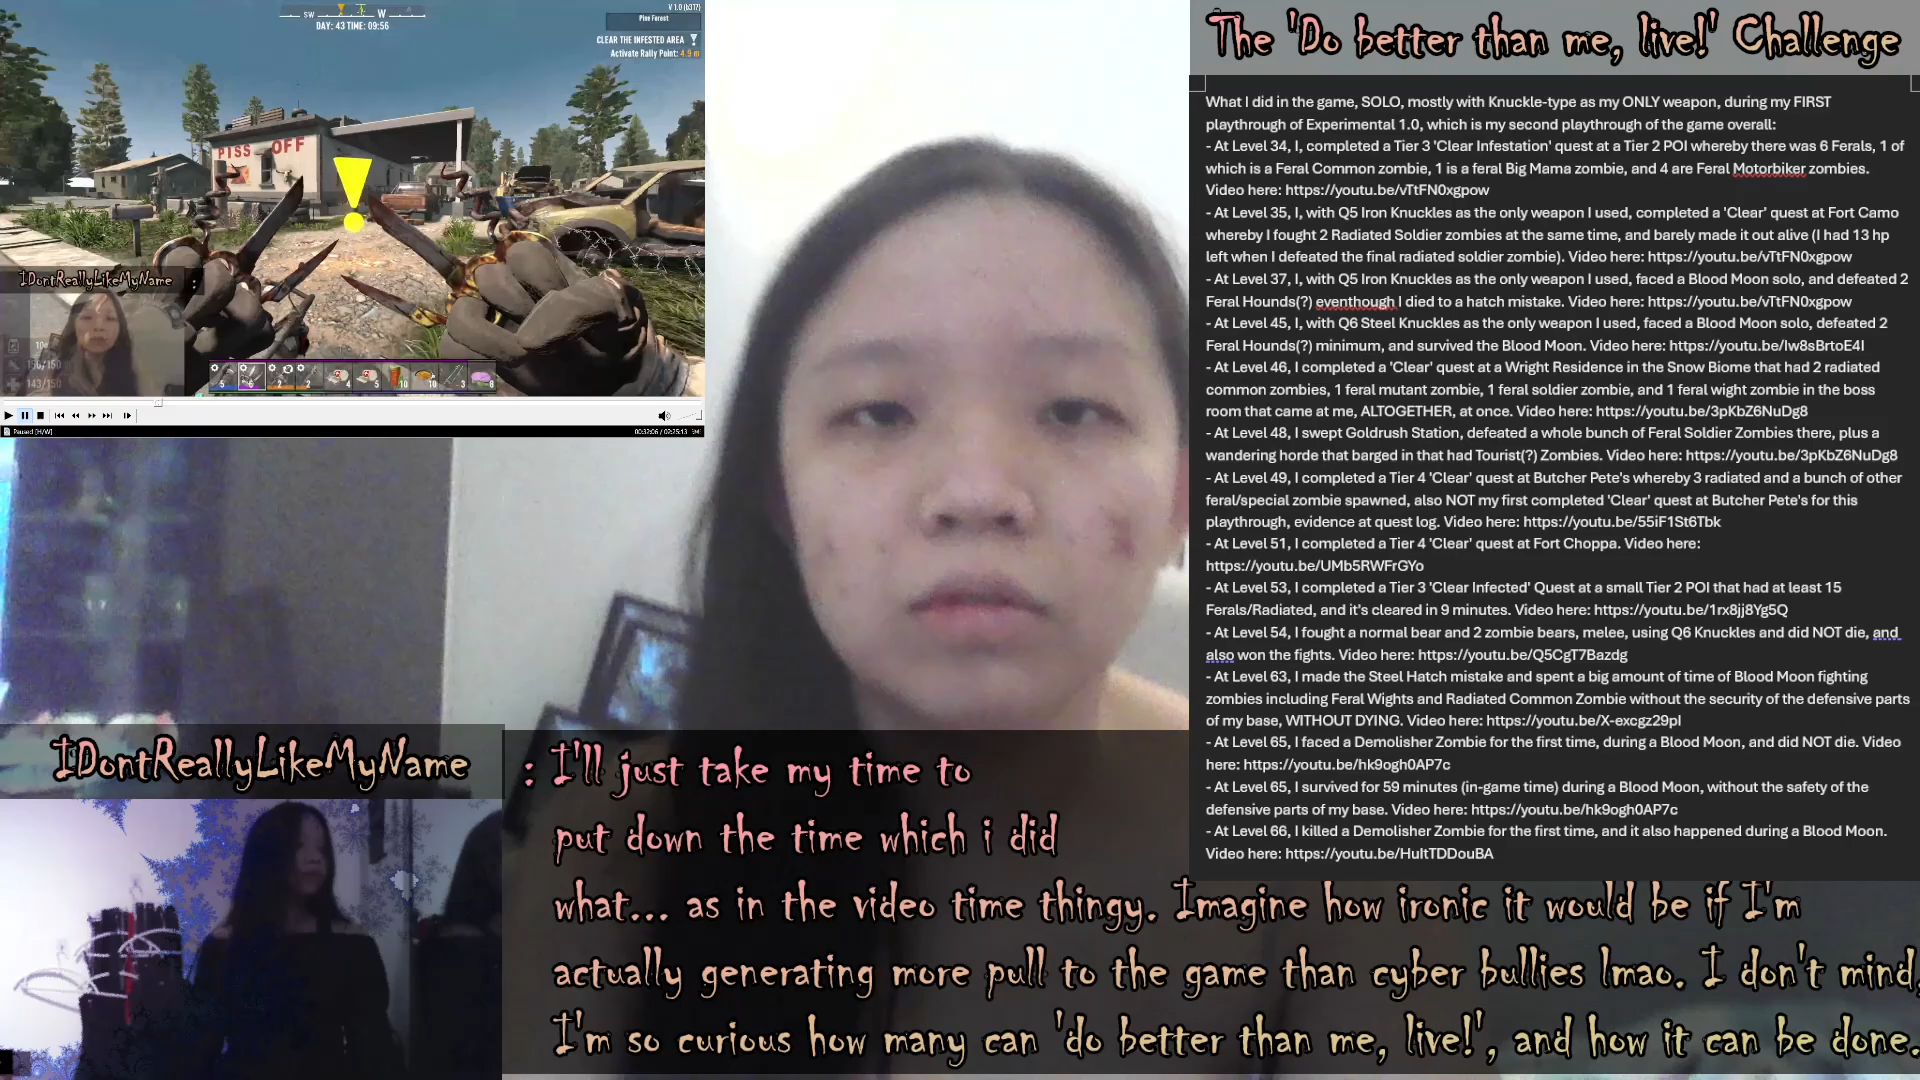 SW
W
DAY: 43 TIME: 09:56
V 1.0 (b317)
Pine Forest
CLEAR THE INFESTED AREA
Activate Rally Point: 4.9 m
PISS OFF
IDontReallyLikeMyName :
143/150
5 6 2 2 4 5 10 10 3 8
Paused [H/W]
00:32:06 / 02:25:13
The 'Do better than me, live!' Challenge
What I did in the game, SOLO, mostly with Knuckle-type as my ONLY weapon, during my FIRST
playthrough of Experimental 1.0, which is my second playthrough of the game overall:
- At Level 34, I, completed a Tier 3 'Clear Infestation' quest at a Tier 2 POI whereby there was 6 Ferals, 1 of
which is a Feral Common zombie, 1 is a feral Big Mama zombie, and 4 are Feral Motorbiker zombies.
Video here: https://youtu.be/vTtFN0xgpow
- At Level 35, I, with Q5 Iron Knuckles as the only weapon I used, completed a 'Clear' quest at Fort Camo
whereby I fought 2 Radiated Soldier zombies at the same time, and barely made it out alive (I had 13 hp
left when I defeated the final radiated soldier zombie). Video here: https://youtu.be/vTtFN0xgpow
- At Level 37, I, with Q5 Iron Knuckles as the only weapon I used, faced a Blood Moon solo, and defeated 2
Feral Hounds(?) eventhough I died to a hatch mistake. Video here: https://youtu.be/vTtFN0xgpow
- At Level 45, I, with Q6 Steel Knuckles as the only weapon I used, faced a Blood Moon solo, defeated 2
Feral Hounds(?) minimum, and survived the Blood Moon. Video here: https://youtu.be/Iw8sBrtoE4I
- At Level 46, I completed a 'Clear' quest at a Wright Residence in the Snow Biome that had 2 radiated
common zombies, 1 feral mutant zombie, 1 feral soldier zombie, and 1 feral wight zombie in the boss
room that came at me, ALTOGETHER, at once. Video here: https://youtu.be/3pKbZ6NuDg8
- At Level 48, I swept Goldrush Station, defeated a whole bunch of Feral Soldier Zombies there, plus a
wandering horde that barged in that had Tourist(?) Zombies. Video here: https://youtu.be/3pKbZ6NuDg8
- At Level 49, I completed a Tier 4 'Clear' quest at Butcher Pete's whereby 3 radiated and a bunch of other
feral/special zombie spawned, also NOT my first completed 'Clear' quest at Butcher Pete's for this
playthrough, evidence at quest log. Video here: https://youtu.be/55iF1St6Tbk
- At Level 51, I completed a Tier 4 'Clear' quest at Fort Choppa. Video here:
https://youtu.be/UMb5RWFrGYo
- At Level 53, I completed a Tier 3 'Clear Infected' Quest at a small Tier 2 POI that had at least 15
Ferals/Radiated, and it's cleared in 9 minutes. Video here: https://youtu.be/1rx8jj8Yg5Q
- At Level 54, I fought a normal bear and 2 zombie bears, melee, using Q6 Knuckles and did NOT die, and
also won the fights. Video here: https://youtu.be/Q5CgT7Bazdg
- At Level 63, I made the Steel Hatch mistake and spent a big amount of time of Blood Moon fighting
zombies including Feral Wights and Radiated Common Zombie without the security of the defensive parts
of my base, WITHOUT DYING. Video here: https://youtu.be/X-excgz29pI
- At Level 65, I faced a Demolisher Zombie for the first time, during a Blood Moon, and did NOT die. Video
here: https://youtu.be/hk9ogh0AP7c
- At Level 65, I survived for 59 minutes (in-game time) during a Blood Moon, without the safety of the
defensive parts of my base. Video here: https://youtu.be/hk9ogh0AP7c
- At Level 66, I killed a Demolisher Zombie for the first time, and it also happened during a Blood Moon.
Video here: https://youtu.be/HuItTDDouBA
IDontReallyLikeMyName
: I'll just take my time to
put down the time which i did
what... as in the video time thingy. Imagine how ironic it would be if I'm
actually generating more pull to the game than cyber bullies lmao. I don't mind,
I'm so curious how many can 'do better than me, live!', and how it can be done.